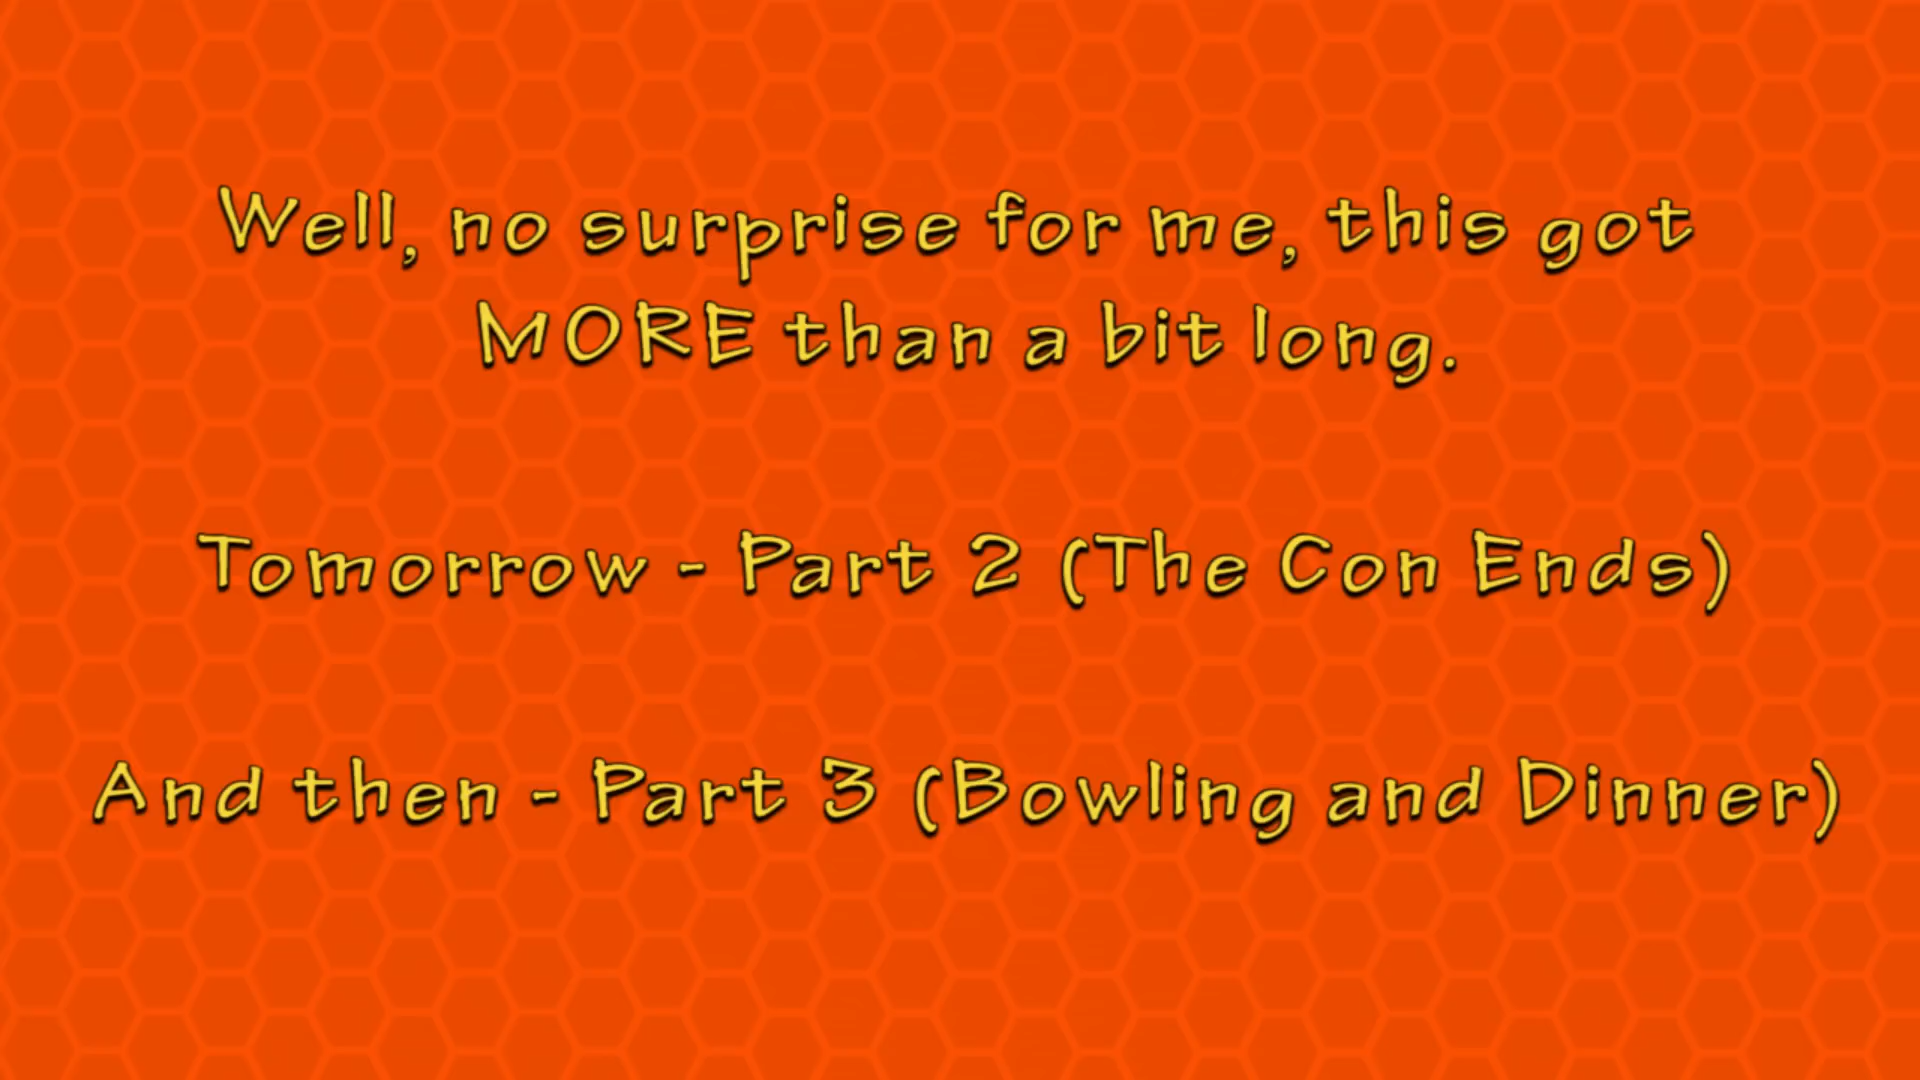 Well, no surprise for me, this got
MORE than a bit long.
Tomorrow - Part 2 (The Con Ends)
And then - Part 3 (Bowling and Dinner)